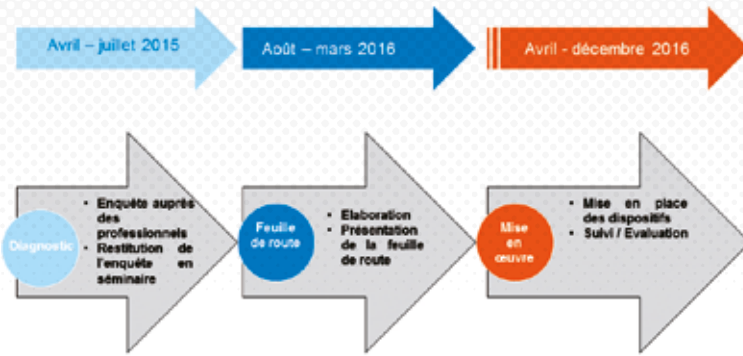 Avril – juillet 2015
Août – mars 2016
Avril - décembre 2016
Diagnostic
• Enquête auprès
des
professionnels
• Restitution de
l'enquête en
séminaire
Feuille
de route
• Elaboration
• Présentation
de la feuille
de route
Mise
en
œuvre
• Mise en place
des dispositifs
• Suivi / Evaluation